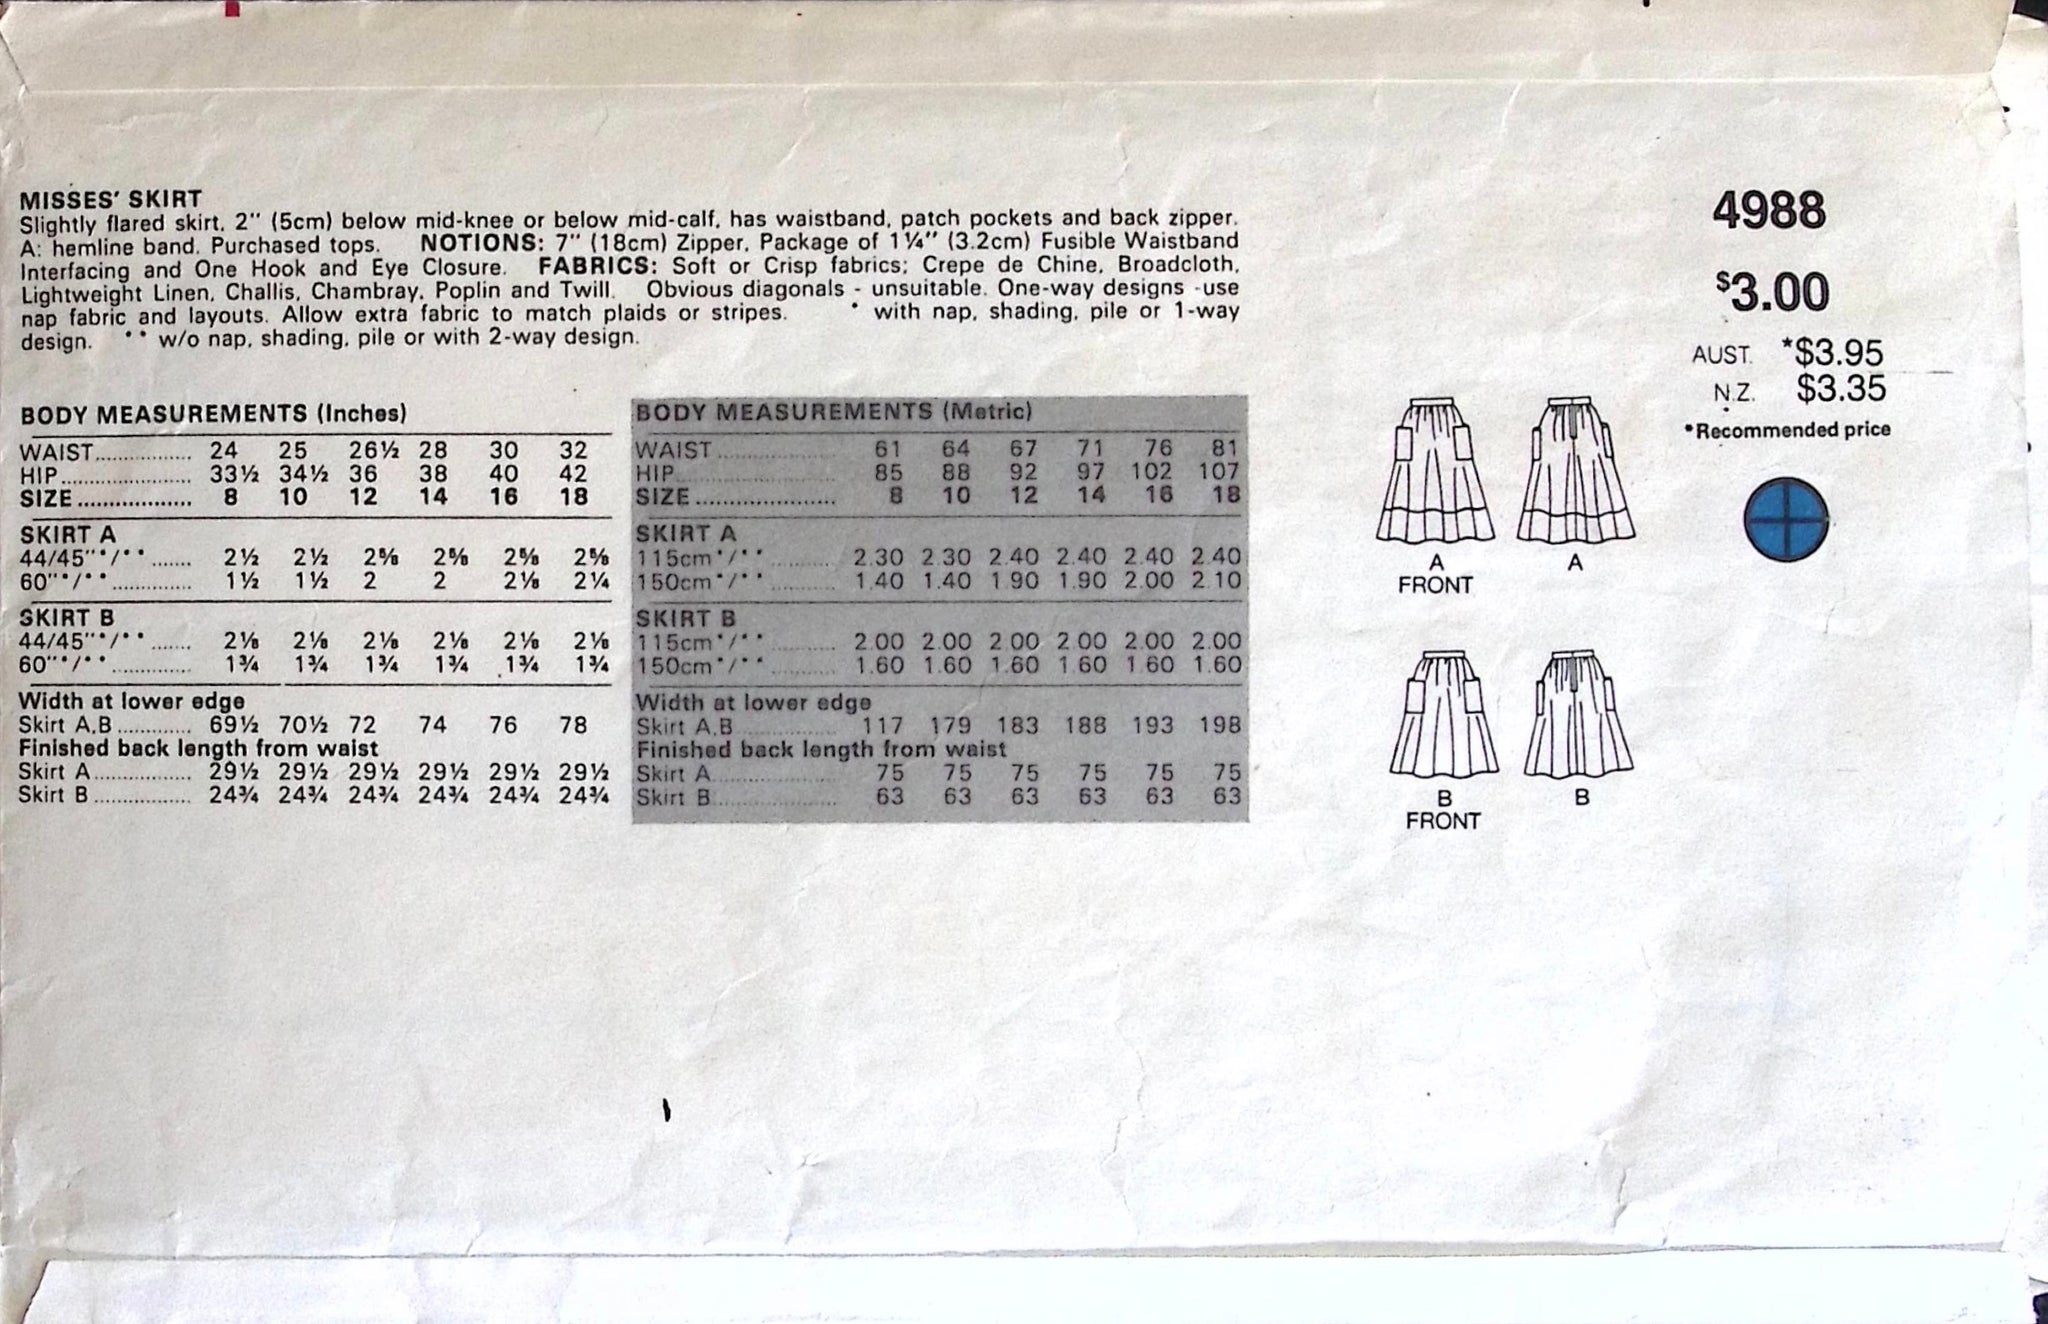 MISSES' SKIRT
Slightly flared skirt, 2" (5cm) below mid-knee or below mid-calf, has waistband, patch pockets and back zipper.
A: hemline band. Purchased tops. NOTIONS: 7" (18cm) Zipper, Package of 1¼" (3.2cm) Fusible Waistband
Interfacing and One Hook and Eye Closure. FABRICS: Soft or Crisp fabrics; Crepe de Chine, Broadcloth,
Lightweight Linen, Challis, Chambray, Poplin and Twill. Obvious diagonals - unsuitable. One-way designs -use
nap fabric and layouts. Allow extra fabric to match plaids or stripes. * with nap, shading, pile or 1-way
design. ** w/o nap, shading, pile or with 2-way design.
BODY MEASUREMENTS (Inches)
WAIST................. 24 25 26½ 28 30 32
HIP....................... 33½ 34½ 36 38 40 42
SIZE .................. 8 10 12 14 16 18
SKIRT A
44/45"*/** ....... 2½ 2½ 2⅝ 2⅝ 2⅝ 2⅝
60"*/** .............. 1½ 1½ 2 2 2⅛ 2¼
SKIRT B
44/45"*/** ....... 2⅛ 2⅛ 2⅛ 2⅛ 2⅛ 2⅛
60"*/** .............. 1¾ 1¾ 1¾ 1¾ 1¾ 1¾
Width at lower edge
Skirt A,B ............. 69½ 70½ 72 74 76 78
Finished back length from waist
Skirt A ................. 29½ 29½ 29½ 29½ 29½ 29½
Skirt B ................. 24¾ 24¾ 24¾ 24¾ 24¾ 24¾
BODY MEASUREMENTS (Metric)
WAIST ..................... 61 64 67 71 76 81
HIP........................... 85 88 92 97 102 107
SIZE ...................... 8 10 12 14 16 18
SKIRT A
115cm*/** ........... 2.30 2.30 2.40 2.40 2.40 2.40
150cm*/** ........... 1.40 1.40 1.90 1.90 2.00 2.10
SKIRT B
115cm*/** ........... 2.00 2.00 2.00 2.00 2.00 2.00
150cm*/** ........... 1.60 1.60 1.60 1.60 1.60 1.60
Width at lower edge
Skirt A,B ............... 117 179 183 188 193 198
Finished back length from waist
Skirt A ..................... 75 75 75 75 75 75
Skirt B ..................... 63 63 63 63 63 63
A
FRONT
A
B
FRONT
B
4988
$3.00
AUST. *$3.95
N.Z. $3.35
*Recommended price